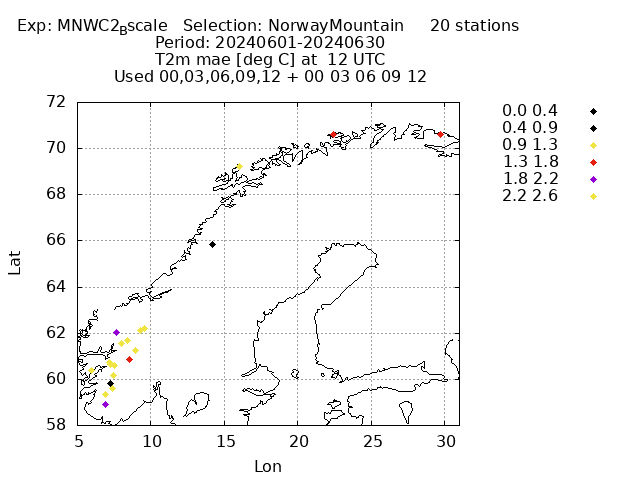 Exp: MNWC2_Bscale   Selection: NorwayMountain     20 stations
Period: 20240601-20240630
T2m mae [deg C] at  12 UTC
Used 00,03,06,09,12 + 00 03 06 09 12
0.0 0.4
0.4 0.9
0.9 1.3
1.3 1.8
1.8 2.2
2.2 2.6
72
70
68
66
64
62
60
58
Lat
5 10 15 20 25 30
Lon